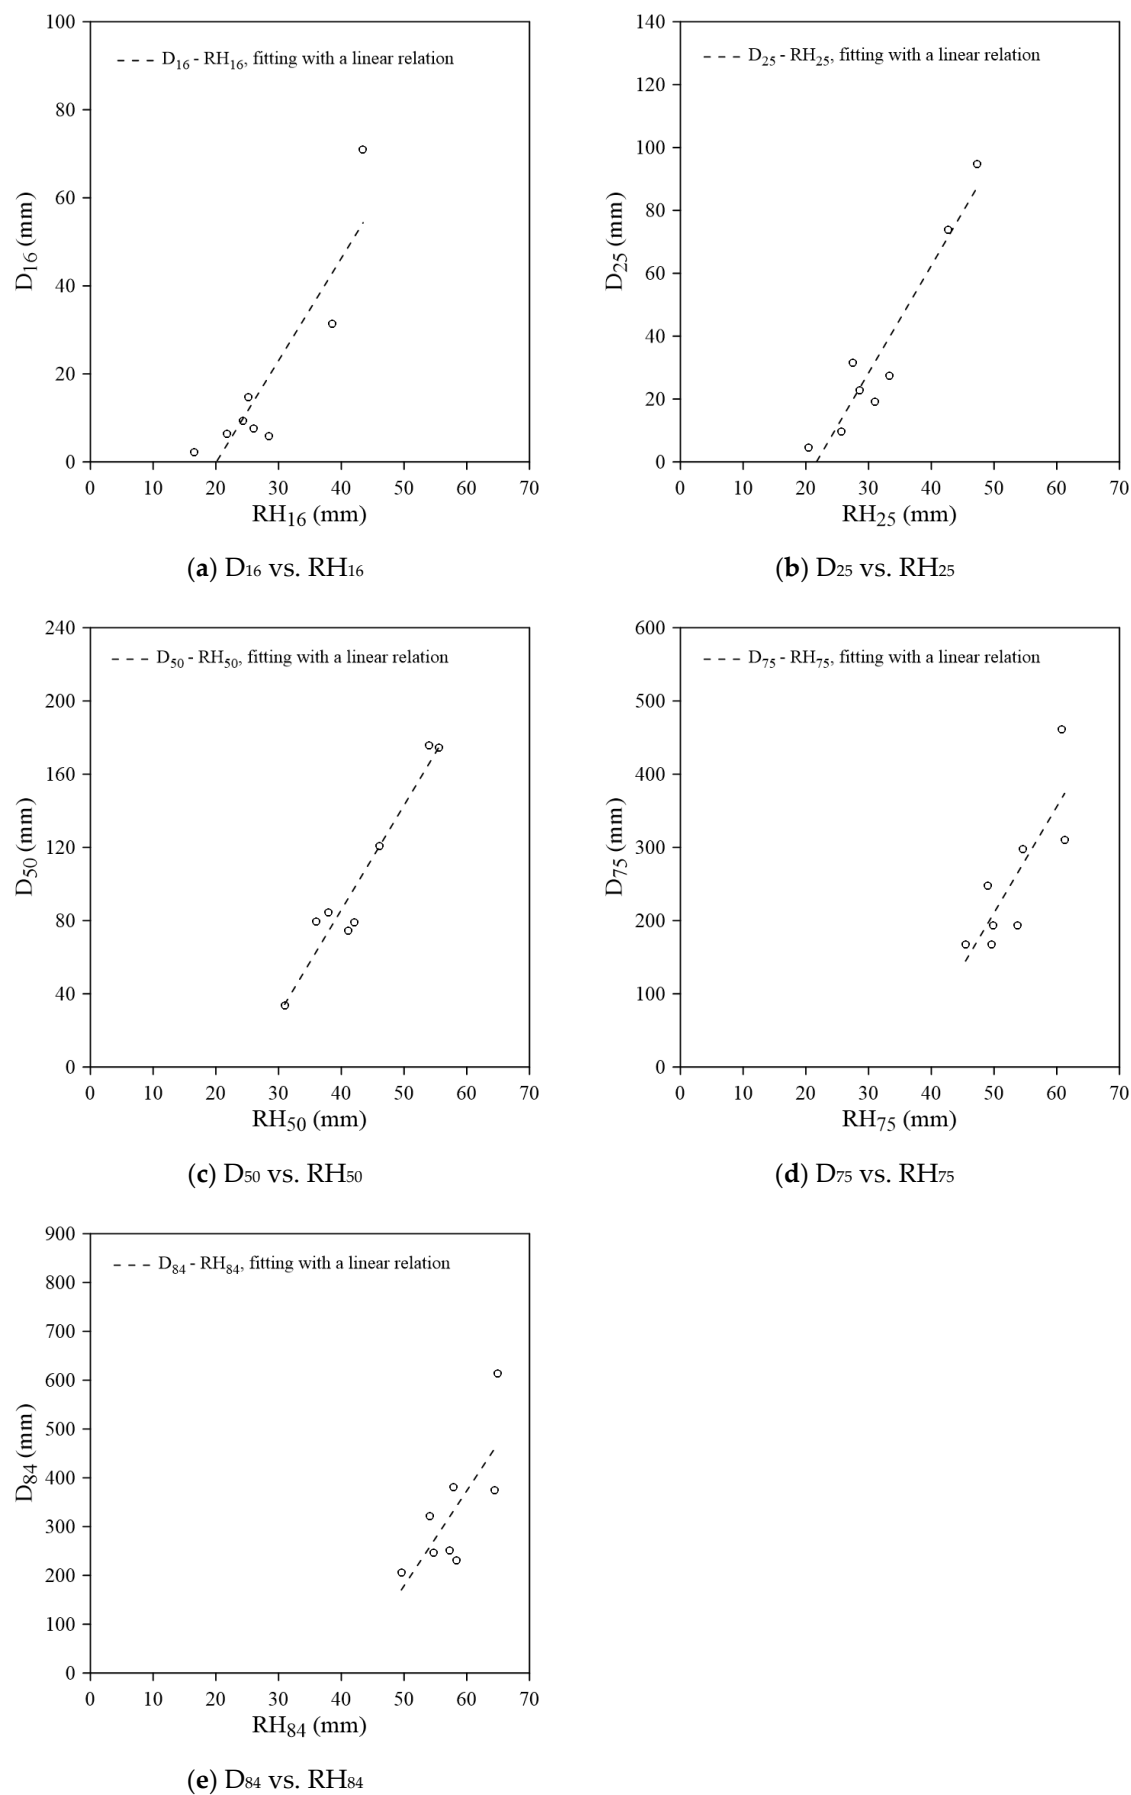 100
80
60
40
20
0
D16 (mm)
D16 - RH16, fitting with a linear relation
0 10 20 30 40 50 60 70
RH16 (mm)
(a) D16 vs. RH16
140
120
100
80
60
40
20
0
D25 (mm)
D25 - RH25, fitting with a linear relation
0 10 20 30 40 50 60 70
RH25 (mm)
(b) D25 vs. RH25
240
200
160
120
80
40
0
D50 (mm)
D50 - RH50, fitting with a linear relation
0 10 20 30 40 50 60 70
RH50 (mm)
(c) D50 vs. RH50
600
500
400
300
200
100
0
D75 (mm)
D75 - RH75, fitting with a linear relation
0 10 20 30 40 50 60 70
RH75 (mm)
(d) D75 vs. RH75
900
800
700
600
500
400
300
200
100
0
D84 (mm)
D84 - RH84, fitting with a linear relation
0 10 20 30 40 50 60 70
RH84 (mm)
(e) D84 vs. RH84